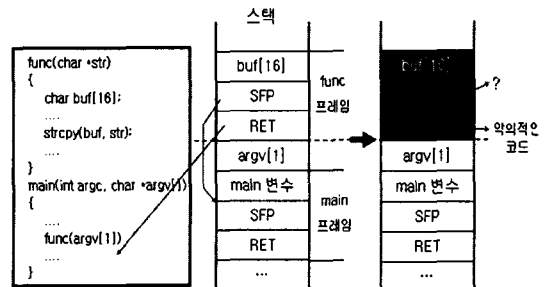 스택
func(char *str)
{
char buf[16];
....
strcpy(buf, str);
....
}
main(int argc, char *argv[])
{
....
func(argv[1])
....
}
buf[16]
SFP
RET
argv[1]
main 변수
SFP
RET
...
func
프레임
main
프레임
buf[16]
?
악의적인
코드
argv[1]
main 변수
SFP
RET
...